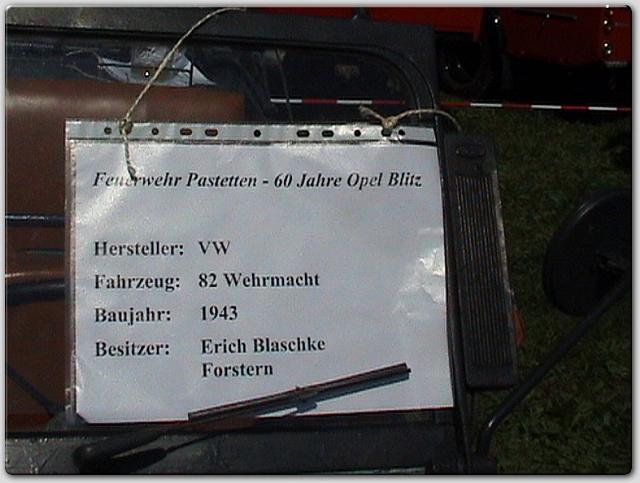 Feuerwehr Pastetten - 60 Jahre Opel Blitz
Hersteller: VW
Fahrzeug: 82 Wehrmacht
Baujahr: 1943
Besitzer: Erich Blaschke
Forstern